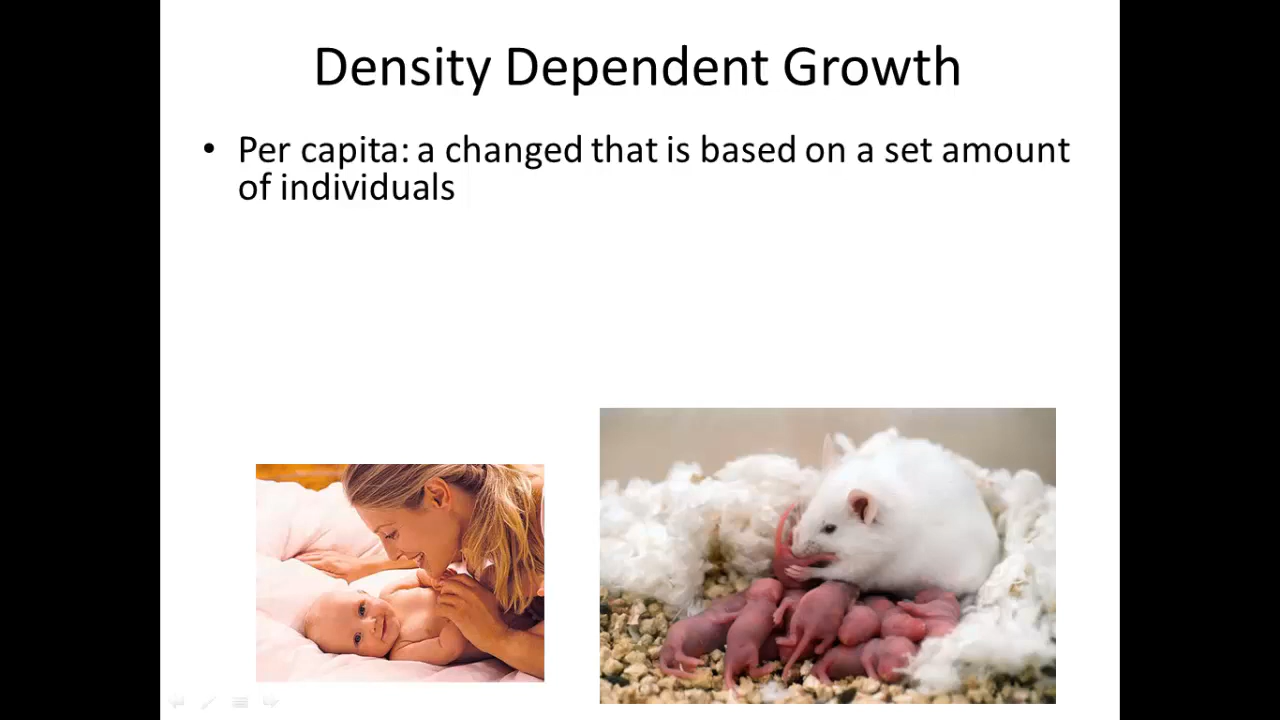 Density Dependent Growth
• Per capita: a changed that is based on a set amount
of individuals